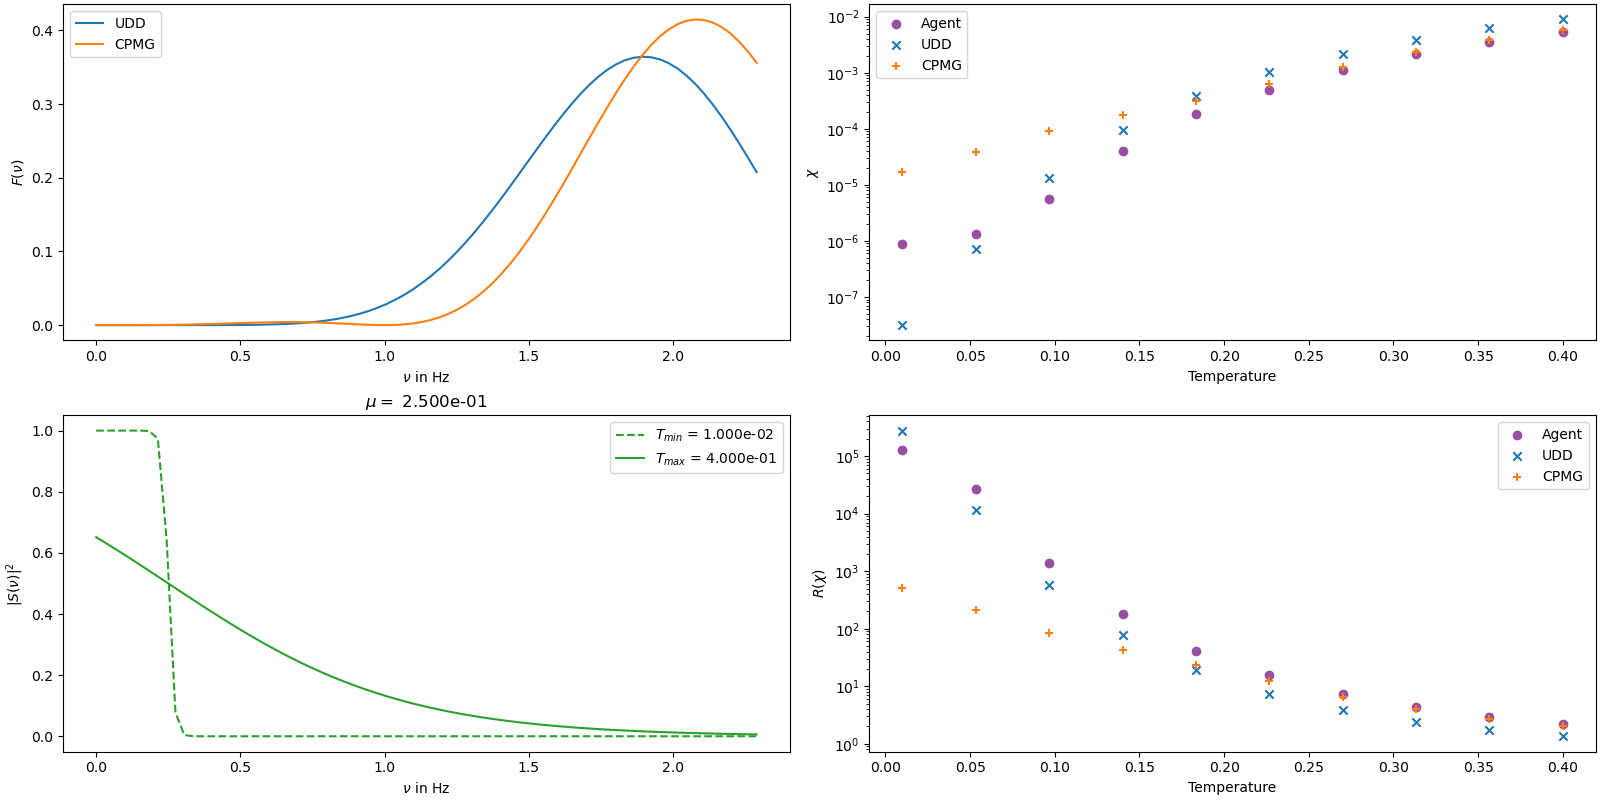 UDD
CPMG
0.4
0.3
0.2
0.1
0.0
F(ν)
0.0 0.5 1.0 1.5 2.0
ν in Hz
Agent
UDD
CPMG
10⁻²
10⁻³
10⁻⁴
10⁻⁵
10⁻⁶
10⁻⁷
χ
0.00 0.05 0.10 0.15 0.20 0.25 0.30 0.35 0.40
Temperature
μ = 2.500e-01
T_min = 1.000e-02
T_max = 4.000e-01
1.0
0.8
0.6
0.4
0.2
0.0
|S(ν)|²
0.0 0.5 1.0 1.5 2.0
ν in Hz
Agent
UDD
CPMG
10⁵
10⁴
10³
10²
10¹
10⁰
R(χ)
0.00 0.05 0.10 0.15 0.20 0.25 0.30 0.35 0.40
Temperature